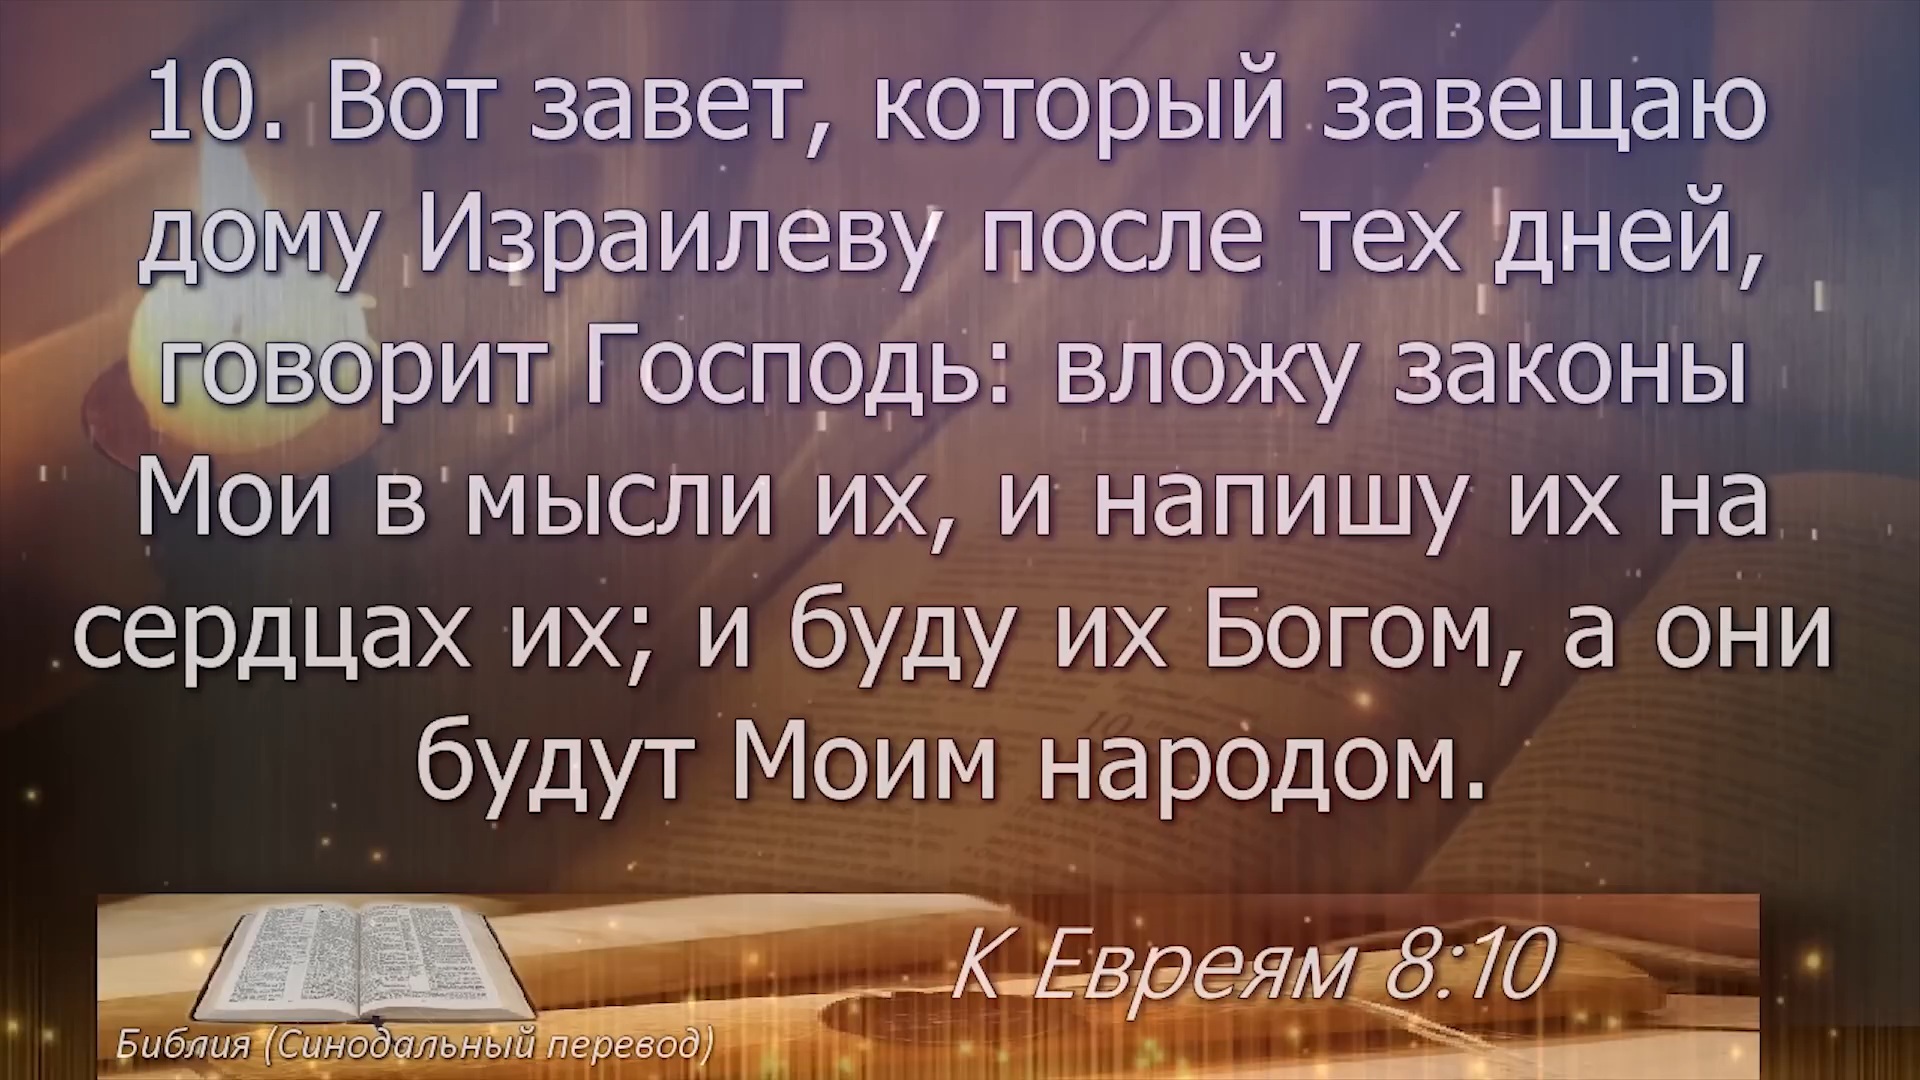 10. Вот завет, который завещаю
дому Израилеву после тех дней,
говорит Господь: вложу законы
Мои в мысли их, и напишу их на
сердцах их; и буду их Богом, а они
будут Моим народом.
К Евреям 8:10
Библия (Синодальный перевод)